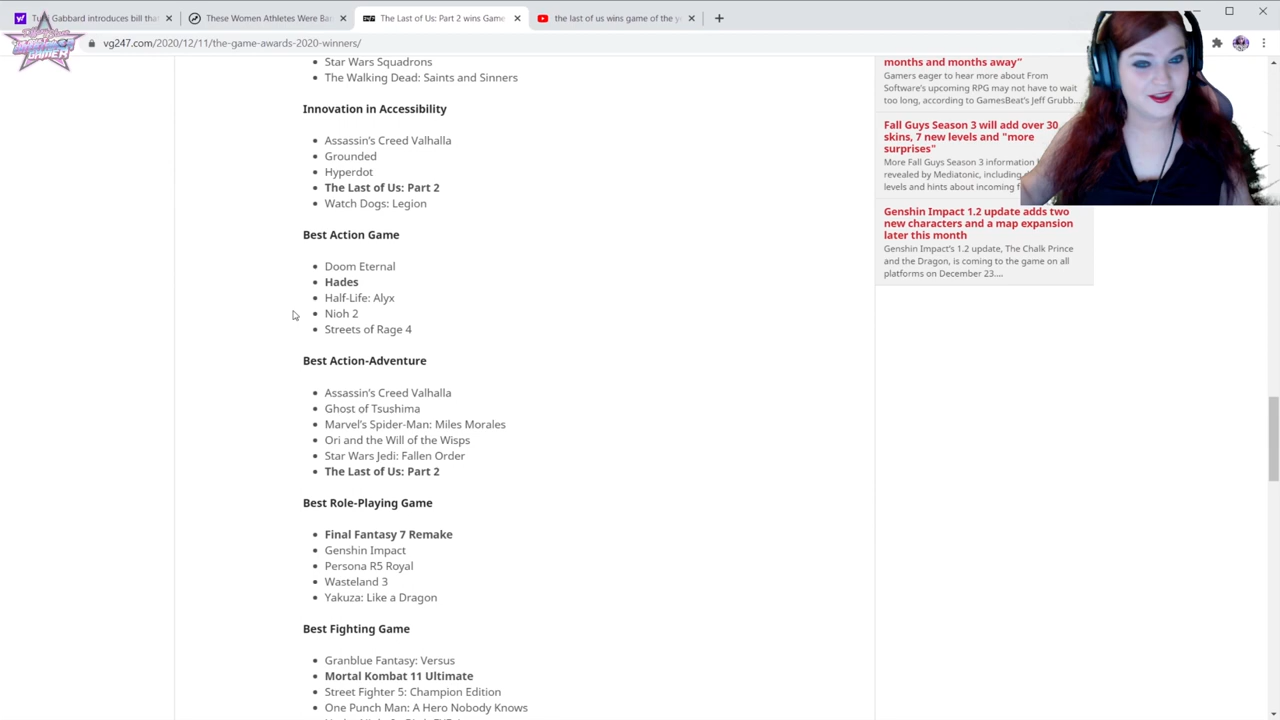 Tulsi Gabbard introduces bill tha
These Women Athletes Were Ba
The Last of Us: Part 2 wins Game
the last of us wins game of the y
vg247.com/2020/12/11/the-game-awards-2020-winners/
Star Wars Squadrons
The Walking Dead: Saints and Sinners
Innovation in Accessibility
Assassin's Creed Valhalla
Grounded
Hyperdot
The Last of Us: Part 2
Watch Dogs: Legion
Best Action Game
Doom Eternal
Hades
Half-Life: Alyx
Nioh 2
Streets of Rage 4
Best Action-Adventure
Assassin's Creed Valhalla
Ghost of Tsushima
Marvel's Spider-Man: Miles Morales
Ori and the Will of the Wisps
Star Wars Jedi: Fallen Order
The Last of Us: Part 2
Best Role-Playing Game
Final Fantasy 7 Remake
Genshin Impact
Persona R5 Royal
Wasteland 3
Yakuza: Like a Dragon
Best Fighting Game
Granblue Fantasy: Versus
Mortal Kombat 11 Ultimate
Street Fighter 5: Champion Edition
One Punch Man: A Hero Nobody Knows
months and months away"
Gamers eager to hear more about From
Software's upcoming RPG may not have to wait
too long, according to GamesBeat's Jeff Grubb....
Fall Guys Season 3 will add over 30
skins, 7 new levels and "more
surprises"
More Fall Guys Season 3 information
revealed by Mediatonic, including
levels and hints about incoming
Genshin Impact 1.2 update adds two
new characters and a map expansion
later this month
Genshin Impact's 1.2 update, The Chalk Prince
and the Dragon, is coming to the game on all
platforms on December 23....